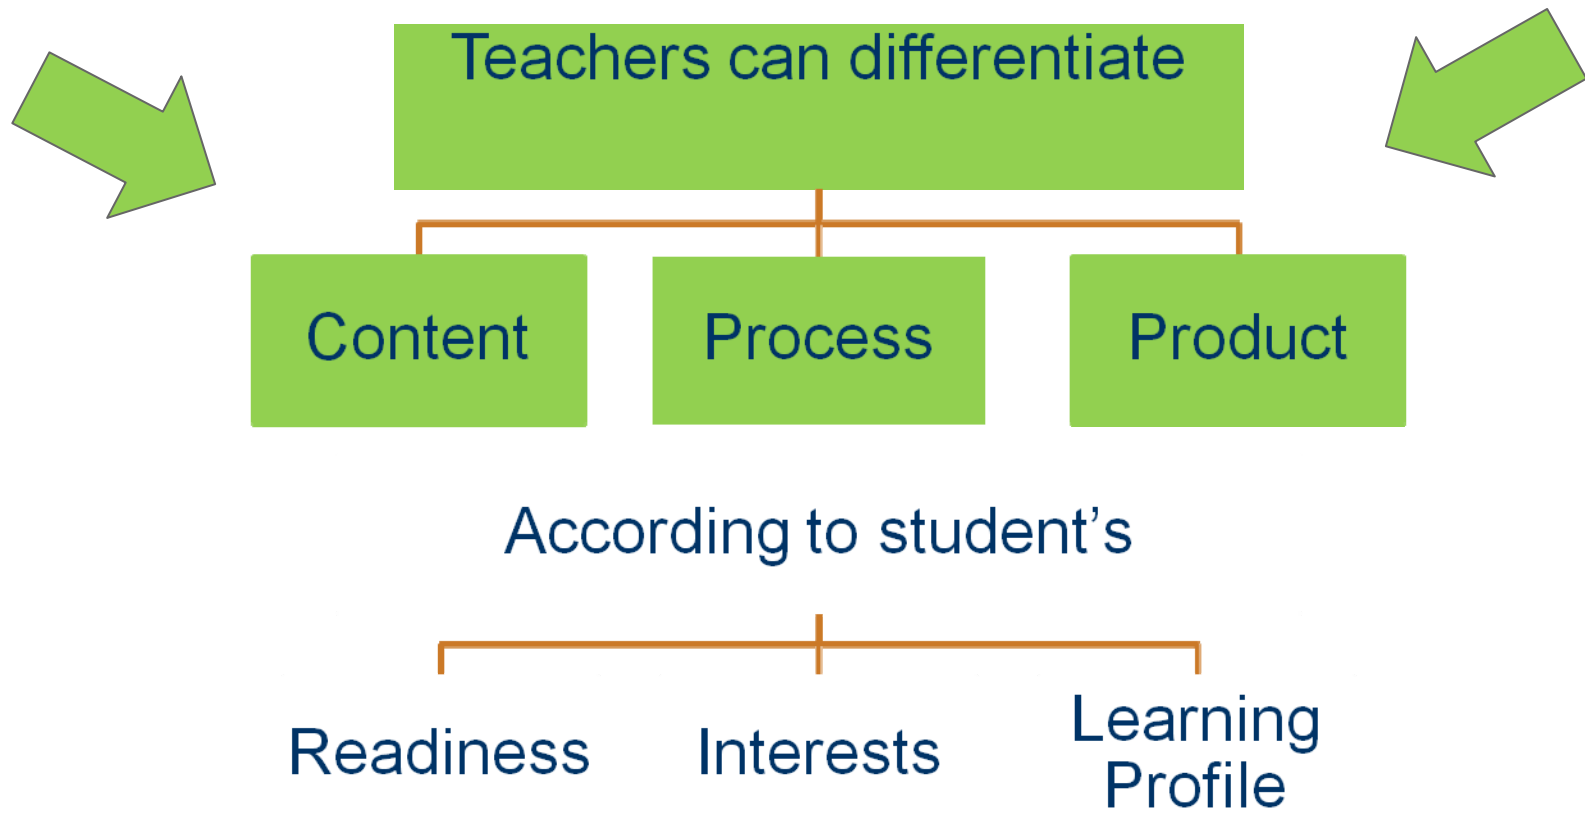 Teachers can differentiate
Content
Process
Product
According to student’s
Readiness
Interests
Learning
Profile